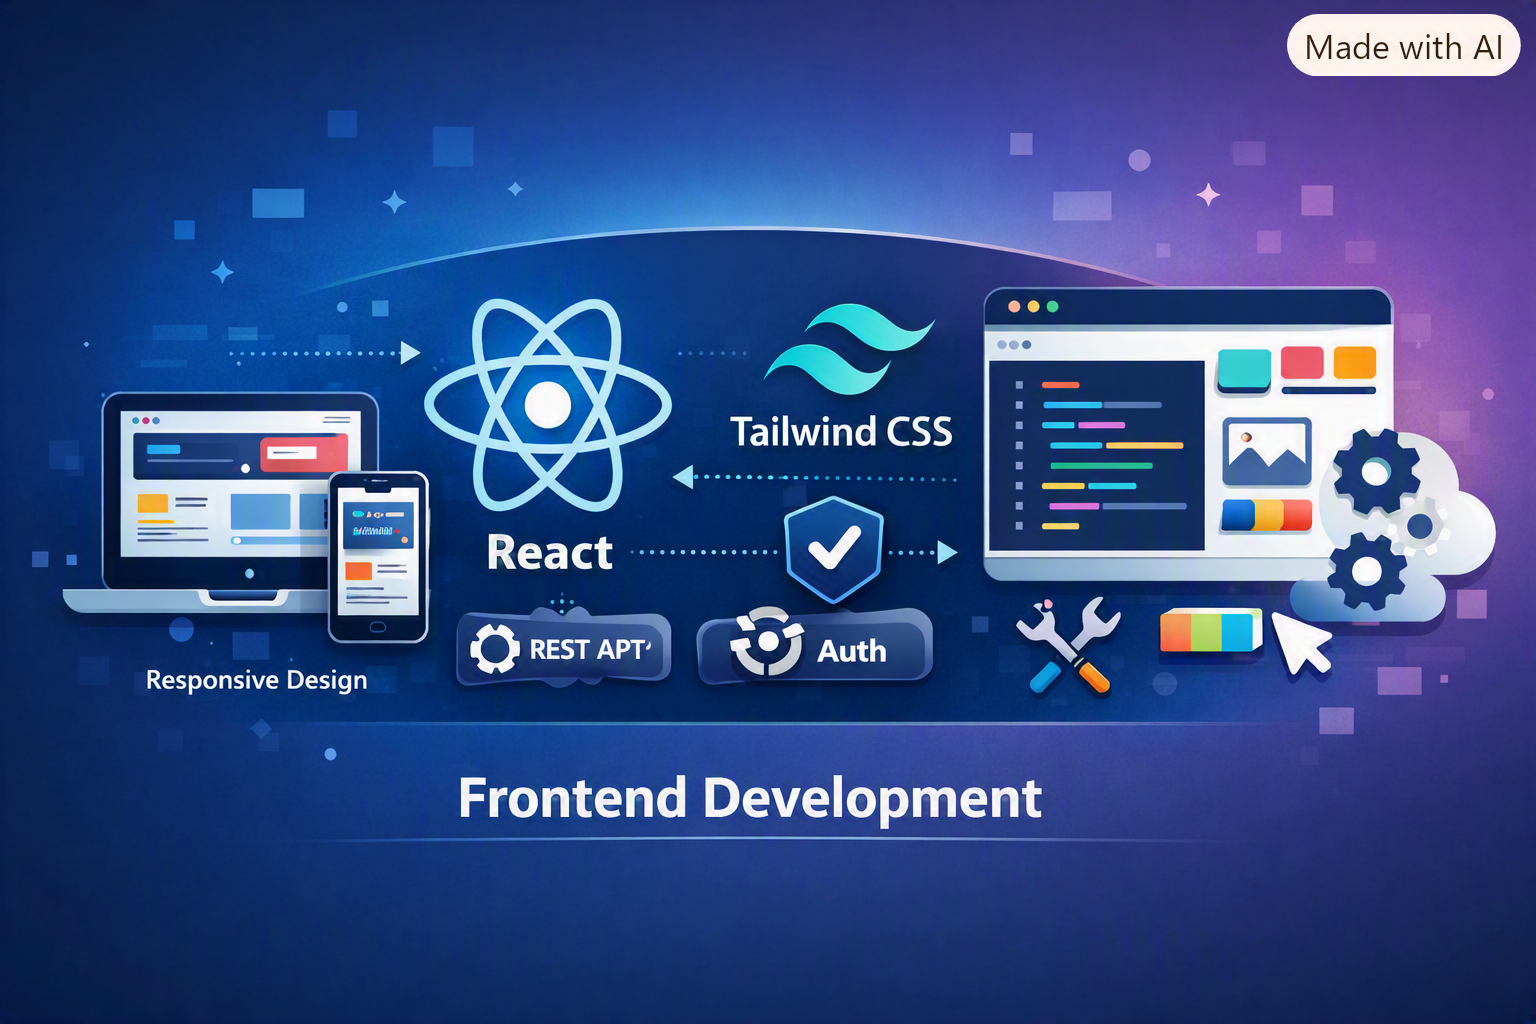 Made with AI
Tailwind CSS
React
REST APT'
Auth
Responsive Design
Frontend Development